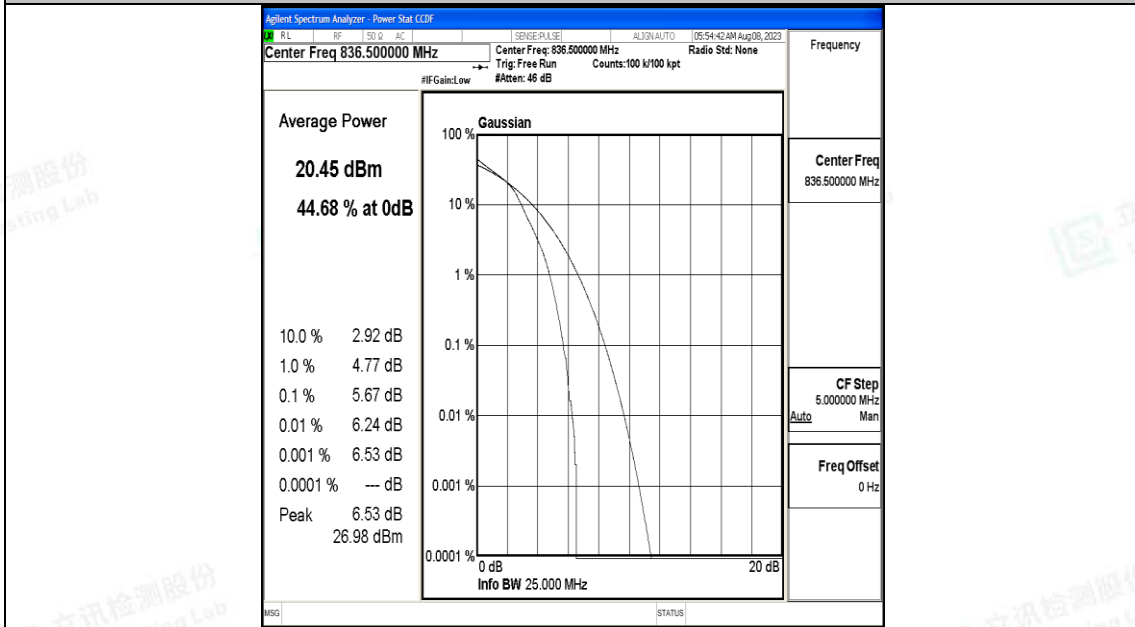 Agilent Spectrum Analyzer - Power Stat CCDF
RL RF 50 Ω AC SENSE:PULSE ALIGN AUTO 05:54:42 AM Aug 08, 2023
Center Freq 836.500000 MHz
Center Freq: 836.500000 MHz Radio Std: None
Trig: Free Run Counts:100 k/100 kpt
#IFGain:Low #Atten: 46 dB
Frequency
Average Power
20.45 dBm
44.68 % at 0dB
10.0 % 2.92 dB
1.0 % 4.77 dB
0.1 % 5.67 dB
0.01 % 6.24 dB
0.001 % 6.53 dB
0.0001 % --- dB
Peak 6.53 dB
26.98 dBm
Gaussian
100 %
10 %
1 %
0.1 %
0.01 %
0.001 %
0.0001 %
0 dB 20 dB
Info BW 25.000 MHz
Center Freq
836.500000 MHz
CF Step
5.000000 MHz
Auto Man
Freq Offset
0 Hz
MSG STATUS
立讯检测股份